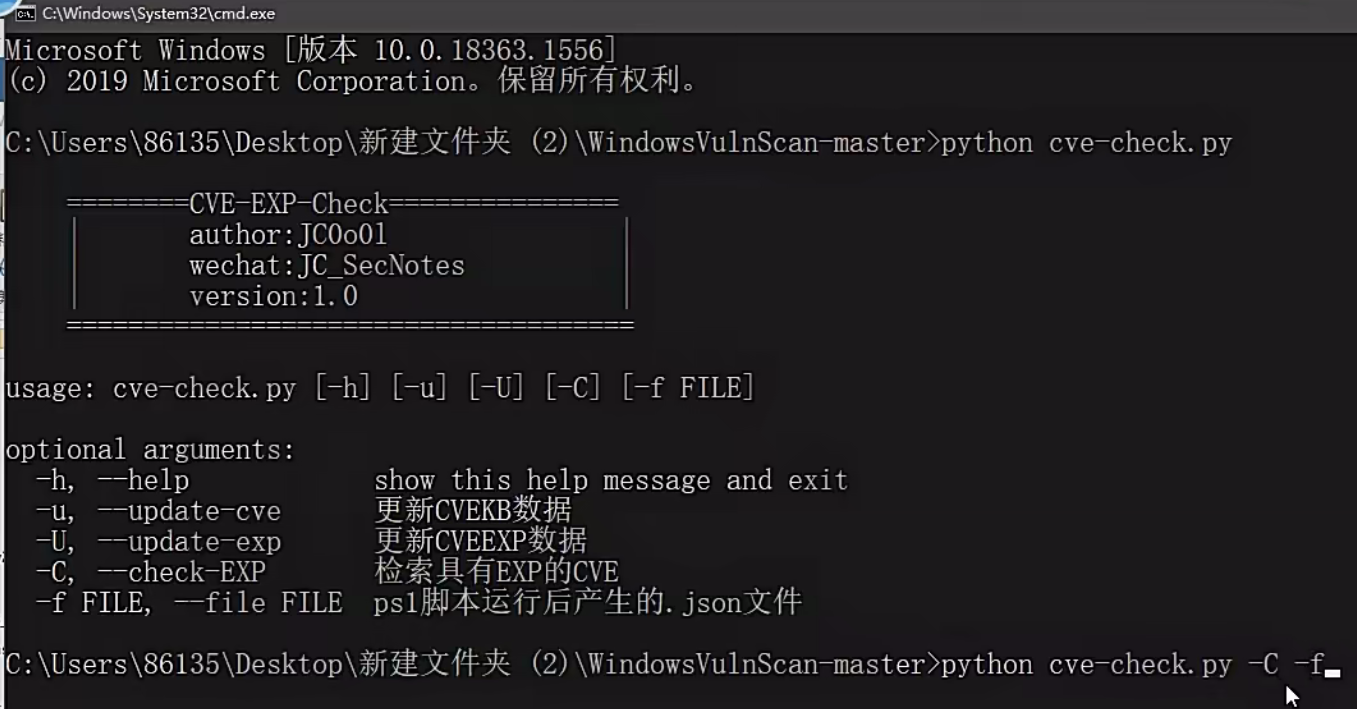 C:\Windows\System32\cmd.exe
Microsoft Windows [版本 10.0.18363.1556]
(c) 2019 Microsoft Corporation。保留所有权利。
C:\Users\86135\Desktop\新建文件夹 (2)\WindowsVulnScan-master>python cve-check.py
========CVE-EXP-Check===============
| author:JC0o0l |
| wechat:JC_SecNotes |
| version:1.0 |
=====================================
usage: cve-check.py [-h] [-u] [-U] [-C] [-f FILE]
optional arguments:
-h, --help show this help message and exit
-u, --update-cve 更新CVEKB数据
-U, --update-exp 更新CVEEXP数据
-C, --check-EXP 检索具有EXP的CVE
-f FILE, --file FILE ps1脚本运行后产生的.json文件
C:\Users\86135\Desktop\新建文件夹 (2)\WindowsVulnScan-master>python cve-check.py -C -f